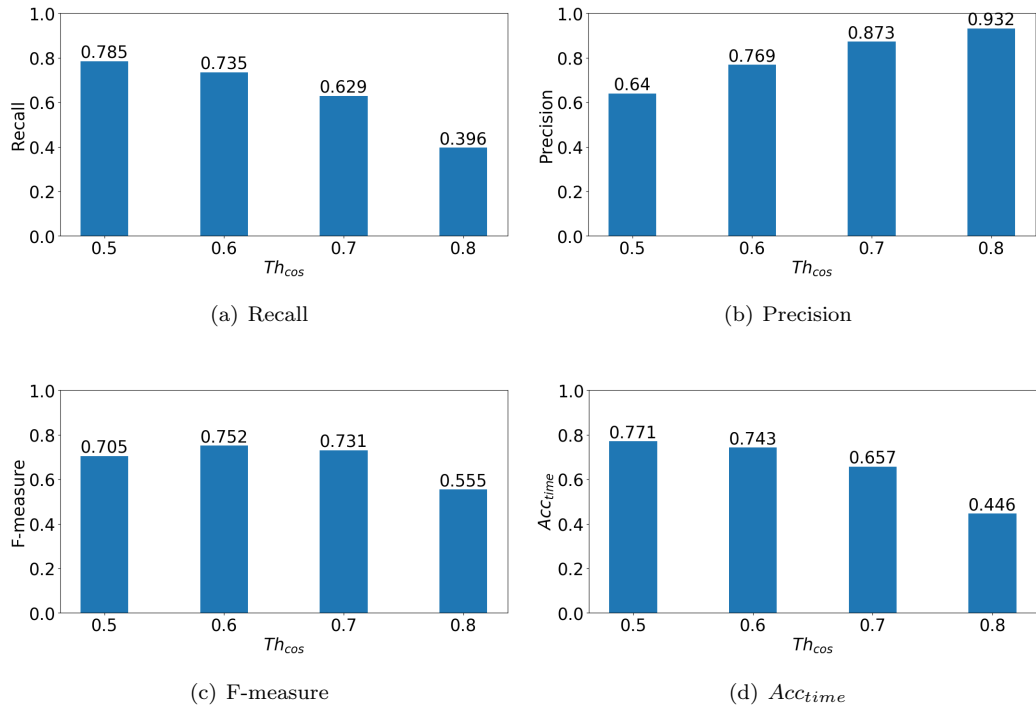 1.0
0.8
0.6
0.4
0.2
0.0
Recall
0.785
0.735
0.629
0.396
0.5 0.6 0.7 0.8
Th_cos
(a) Recall
1.0
0.8
0.6
0.4
0.2
0.0
Precision
0.64
0.769
0.873
0.932
0.5 0.6 0.7 0.8
Th_cos
(b) Precision
1.0
0.8
0.6
0.4
0.2
0.0
F-measure
0.705
0.752
0.731
0.555
0.5 0.6 0.7 0.8
Th_cos
(c) F-measure
1.0
0.8
0.6
0.4
0.2
0.0
Acc_time
0.771
0.743
0.657
0.446
0.5 0.6 0.7 0.8
Th_cos
(d) Acc_time